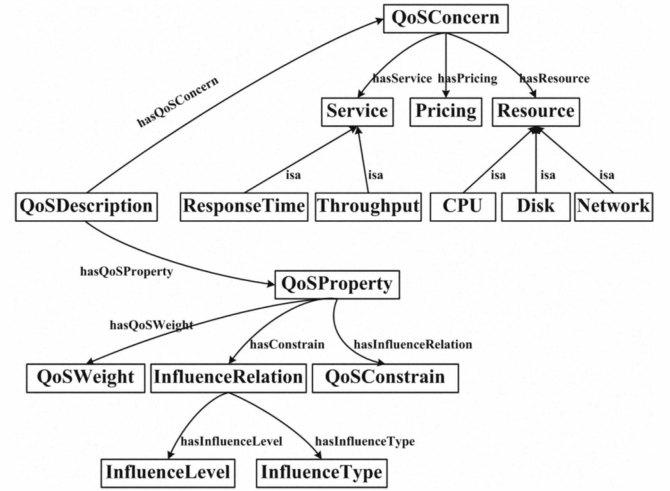 QoSConcern
hasQoSConcern
hasService hasPricing hasResource
Service Pricing Resource
isa isa isa isa isa
QoSDescription ResponseTime Throughput CPU Disk Network
hasQoSProperty
QoSProperty
hasQoSWeight
hasConstrain hasInfluenceRelation
QoSWeight InfluenceRelation QoSConstrain
hasInfluenceLevel hasInfluenceType
InfluenceLevel InfluenceType